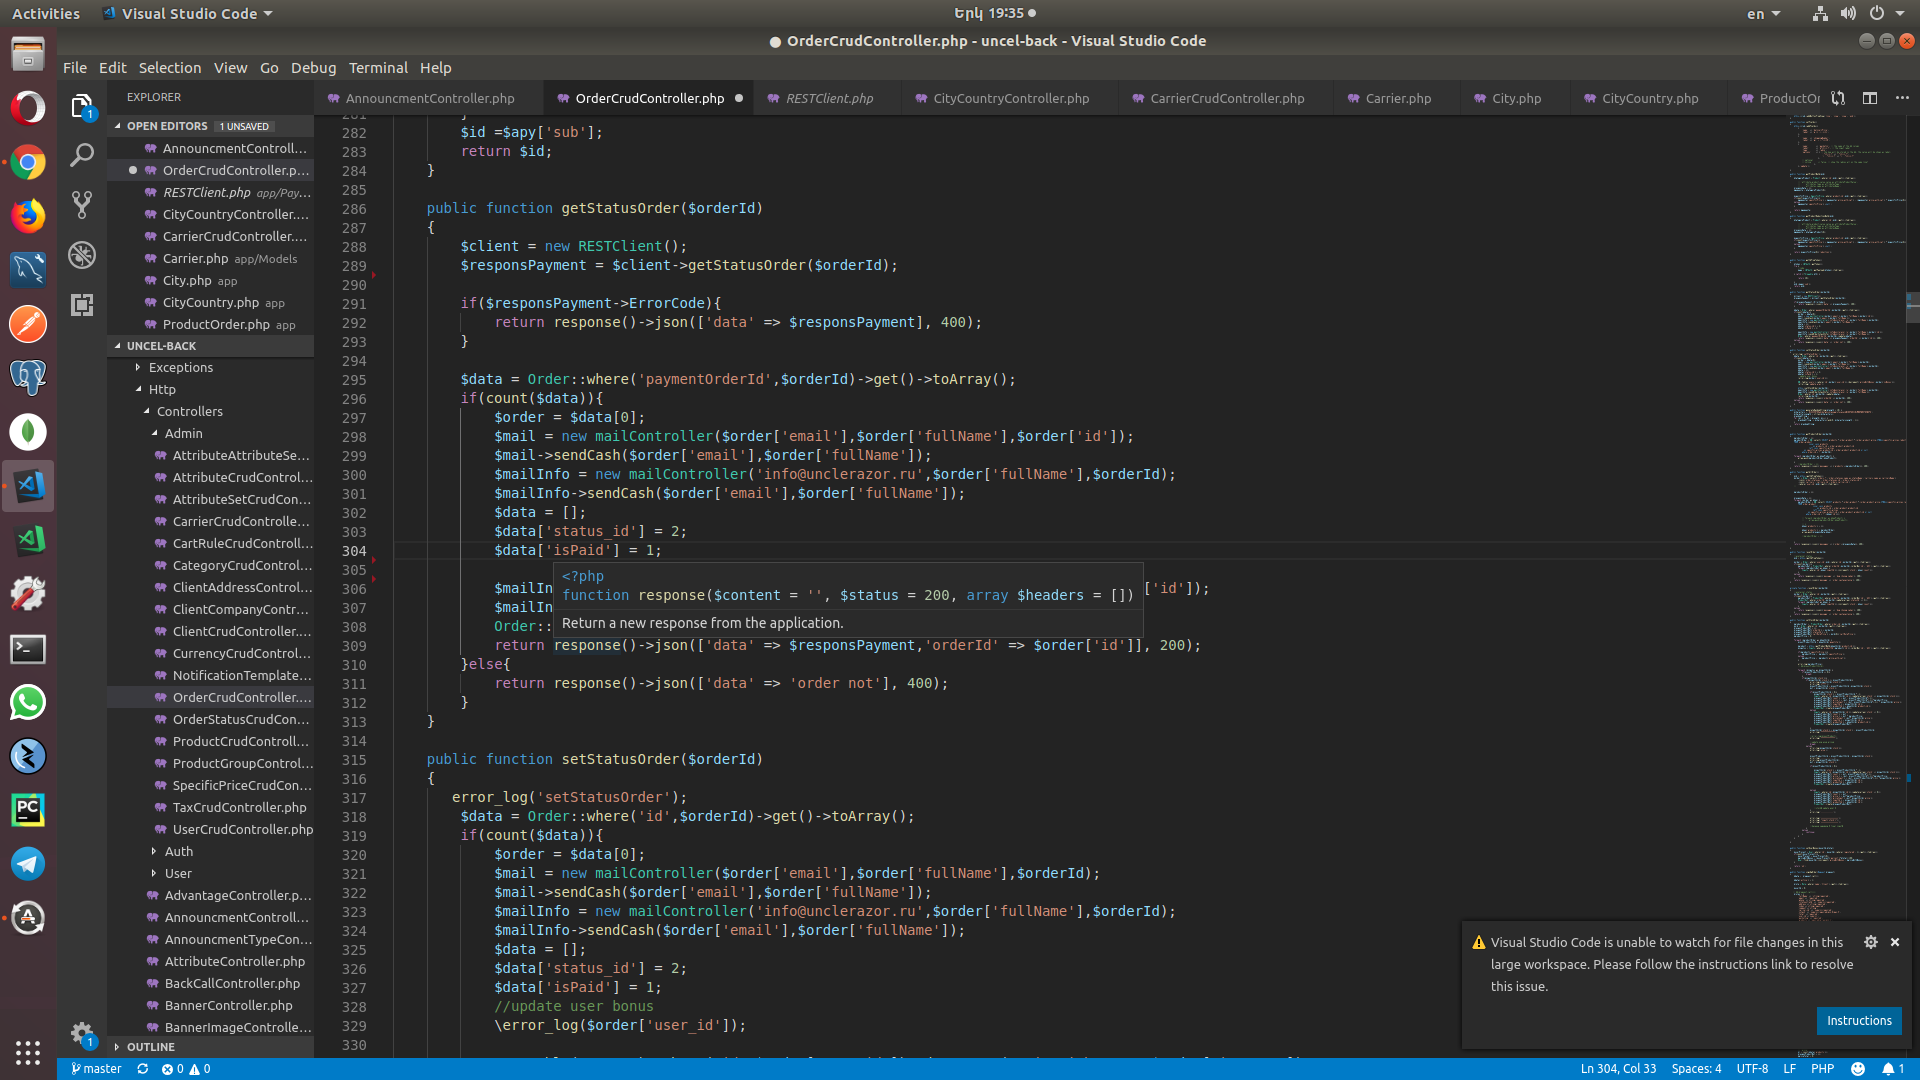 Activities
Visual Studio Code
Երկ 19:35
en
OrderCrudController.php - uncel-back - Visual Studio Code
File Edit Selection View Go Debug Terminal Help
EXPLORER
AnnouncmentController.php
OrderCrudController.php
RESTClient.php
CityCountryController.php
CarrierCrudController.php
Carrier.php
City.php
CityCountry.php
ProductOr
OPEN EDITORS 1 UNSAVED
AnnouncmentControll...
OrderCrudController.p...
RESTClient.php app/Pay...
CityCountryController....
CarrierCrudController....
Carrier.php app/Models
City.php app
CityCountry.php app
ProductOrder.php app
UNCEL-BACK
Exceptions
Http
Controllers
Admin
AttributeAttributeSe...
AttributeCrudControl...
AttributeSetCrudCon...
CarrierCrudControlle...
CartRuleCrudControll...
CategoryCrudControl...
ClientAddressControl...
ClientCompanyContr...
ClientCrudController....
CurrencyCrudControl...
NotificationTemplate...
OrderCrudController....
OrderStatusCrudCon...
ProductCrudControll...
ProductGroupControl...
SpecificPriceCrudCon...
TaxCrudController.php
UserCrudController.php
Auth
User
AdvantageController.p...
AnnouncmentControll...
AnnouncmentTypeCon...
AttributeController.php
BackCallController.php
BannerController.php
BannerImageControlle...
OUTLINE
282 $id =$apy['sub'];
283 return $id;
284 }
285
286 public function getStatusOrder($orderId)
287 {
288 $client = new RESTClient();
289 $responsPayment = $client->getStatusOrder($orderId);
290
291 if($responsPayment->ErrorCode){
292 return response()->json(['data' => $responsPayment], 400);
293 }
294
295 $data = Order::where('paymentOrderId',$orderId)->get()->toArray();
296 if(count($data)){
297 $order = $data[0];
298 $mail = new mailController($order['email'],$order['fullName'],$order['id']);
299 $mail->sendCash($order['email'],$order['fullName']);
300 $mailInfo = new mailController('info@unclerazor.ru',$order['fullName'],$orderId);
301 $mailInfo->sendCash($order['email'],$order['fullName']);
302 $data = [];
303 $data['status_id'] = 2;
304 $data['isPaid'] = 1;
305
<?php
306 $mailIn ['id']);
function response($content = '', $status = 200, array $headers = [])
307 $mailIn
308 Order::
Return a new response from the application.
309 return response()->json(['data' => $responsPayment,'orderId' => $order['id']], 200);
310 }else{
311 return response()->json(['data' => 'order not'], 400);
312 }
313 }
314
315 public function setStatusOrder($orderId)
316 {
317 error_log('setStatusOrder');
318 $data = Order::where('id',$orderId)->get()->toArray();
319 if(count($data)){
320 $order = $data[0];
321 $mail = new mailController($order['email'],$order['fullName'],$orderId);
322 $mail->sendCash($order['email'],$order['fullName']);
323 $mailInfo = new mailController('info@unclerazor.ru',$order['fullName'],$orderId);
324 $mailInfo->sendCash($order['email'],$order['fullName']);
325 $data = [];
326 $data['status_id'] = 2;
327 $data['isPaid'] = 1;
328 //update user bonus
329 \error_log($order['user_id']);
330
Visual Studio Code is unable to watch for file changes in this
large workspace. Please follow the instructions link to resolve
this issue.
Instructions
master 0 0
Ln 304, Col 33 Spaces: 4 UTF-8 LF PHP 1